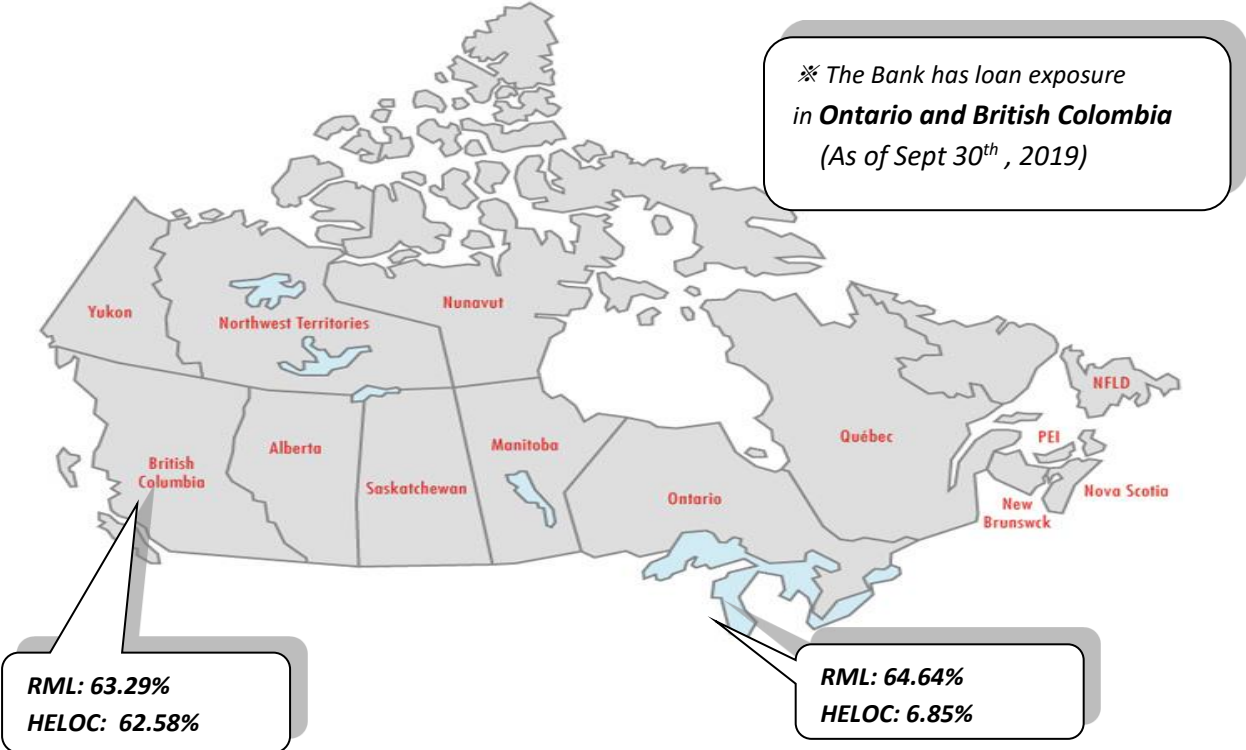 ※ The Bank has loan exposure
in Ontario and British Colombia
(As of Sept 30th , 2019)
Yukon
Northwest Territories
Nunavut
British
Columbia
Alberta
Saskatchewan
Manitoba
Ontario
Québec
NFLD
PEI
Nova Scotia
New
Brunswck
RML: 63.29%
HELOC: 62.58%
RML: 64.64%
HELOC: 6.85%